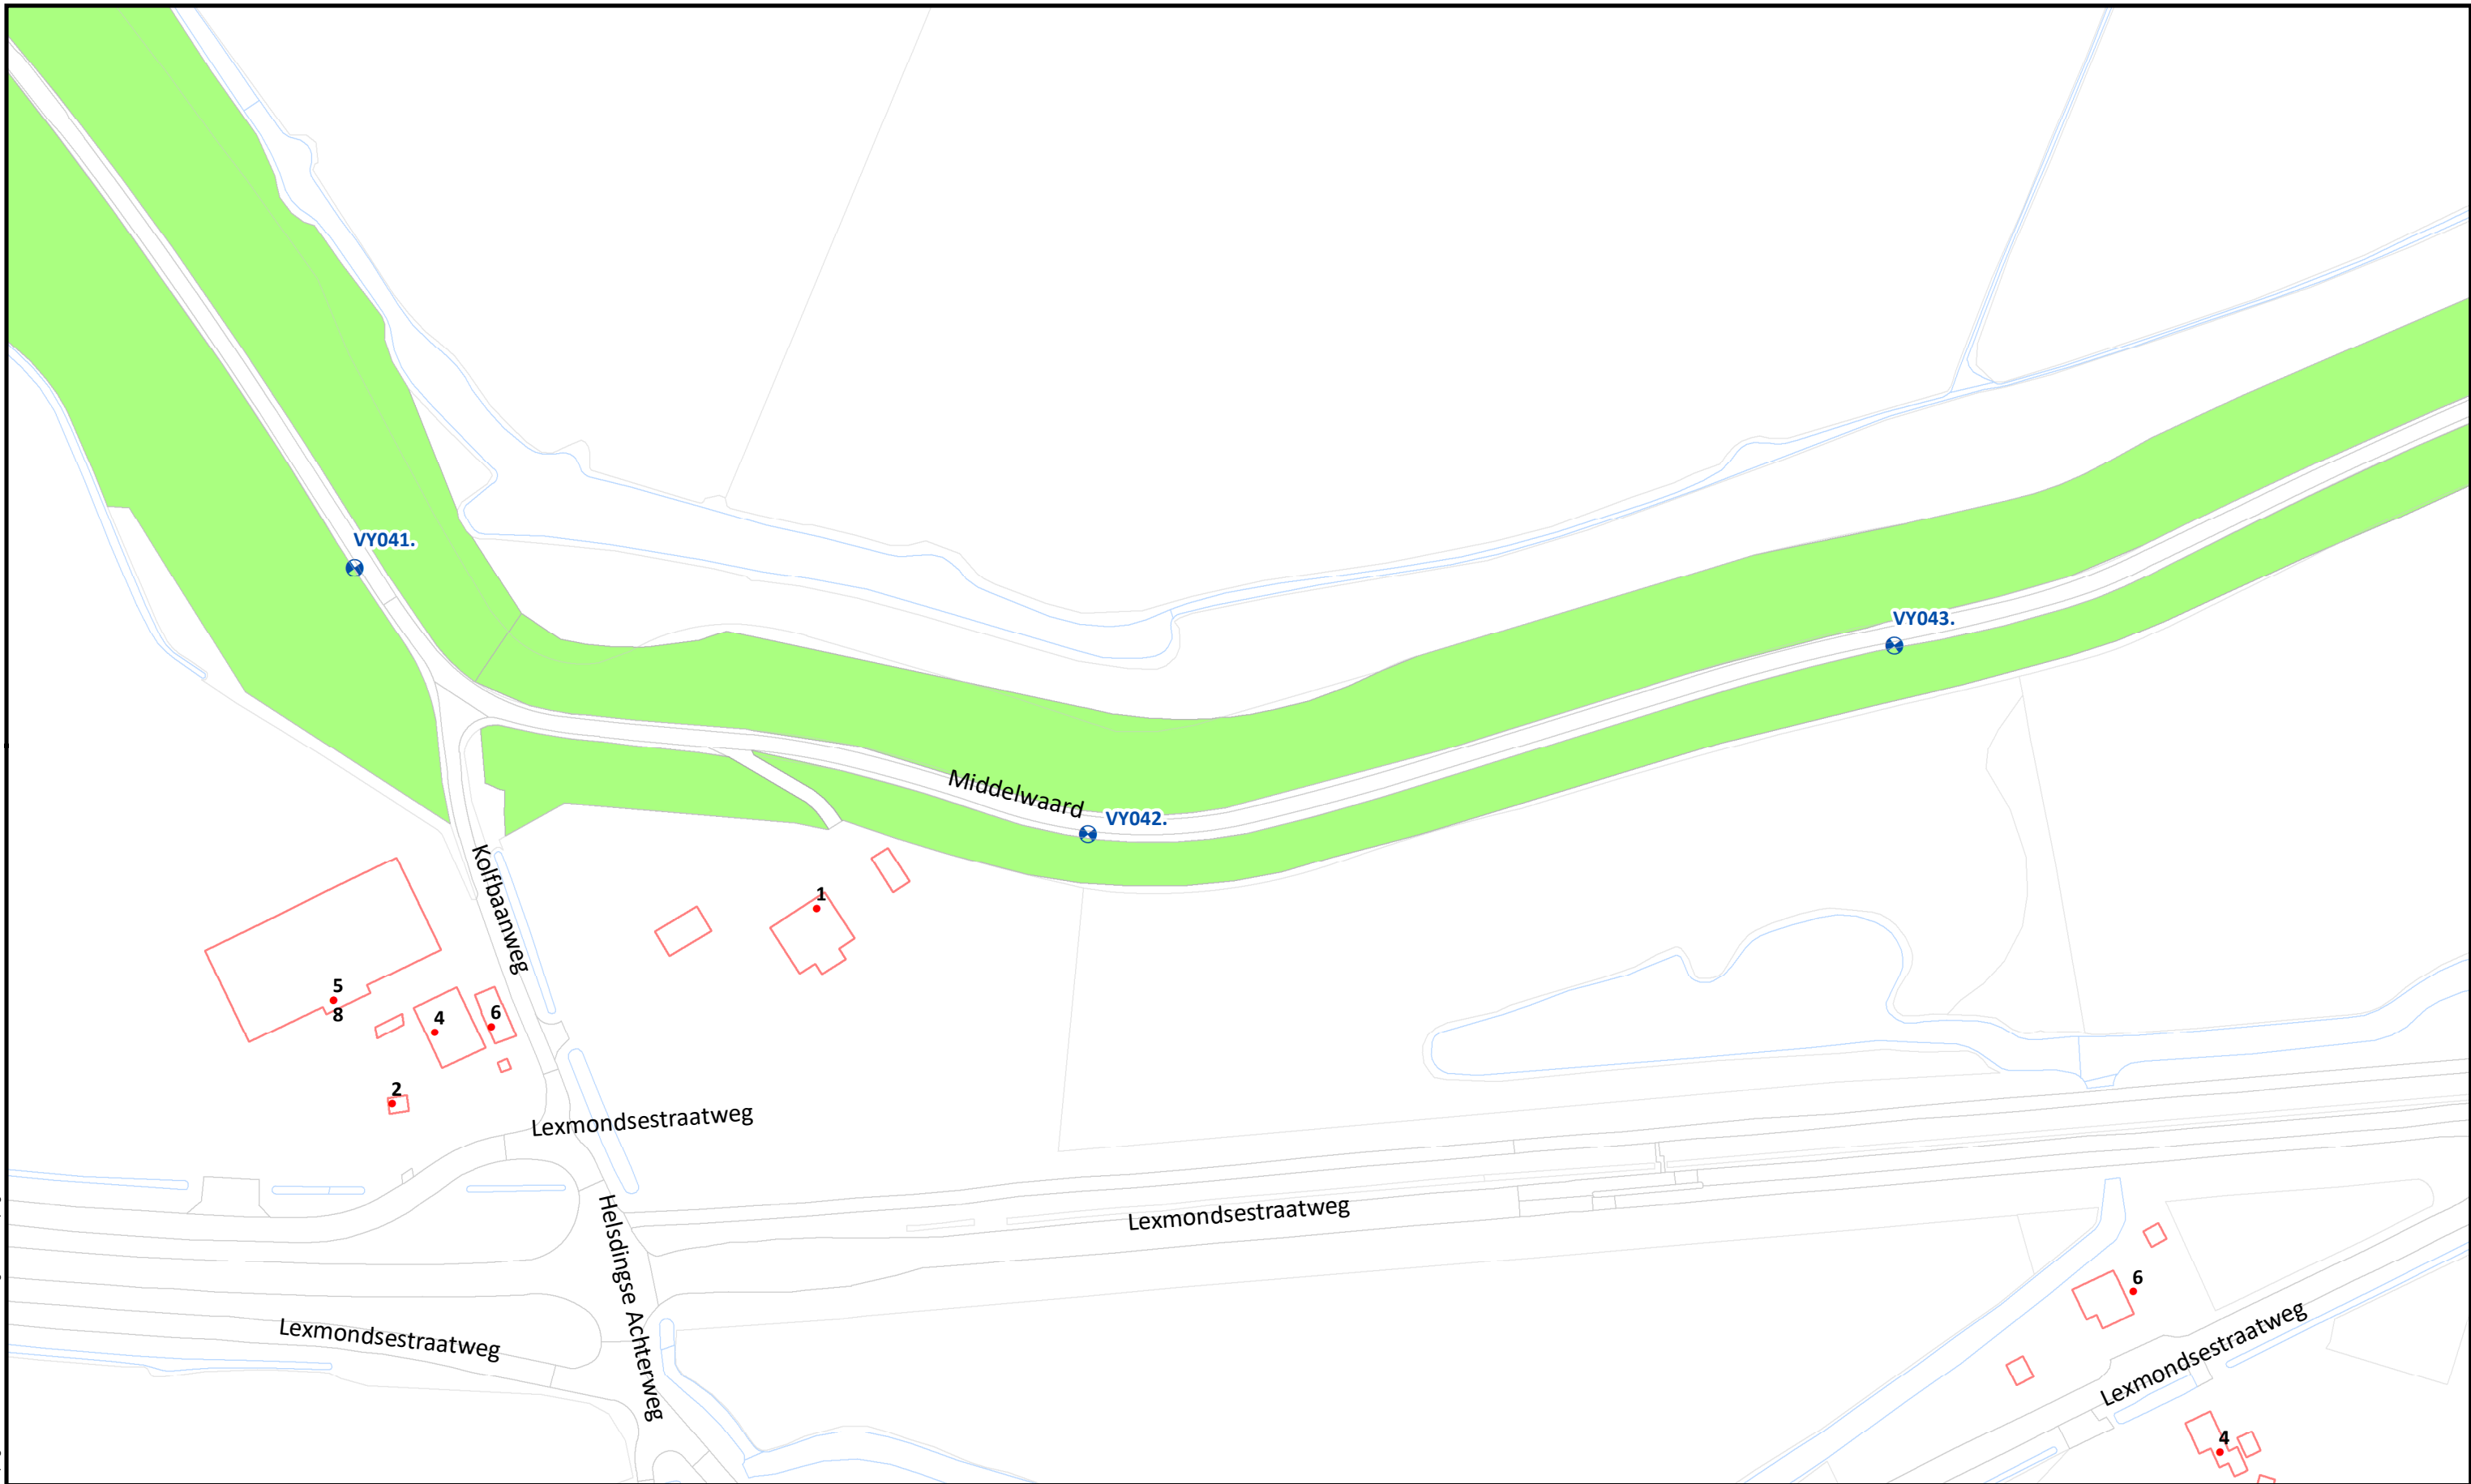 VY041.
VY043.
Middelwaard
VY042.
Kolfbaanweg
1
5
8
4
6
2
Lexmondsestraatweg
Lexmondsestraatweg
Helsdingse Achterweg
Lexmondsestraatweg
6
Lexmondsestraatweg
4